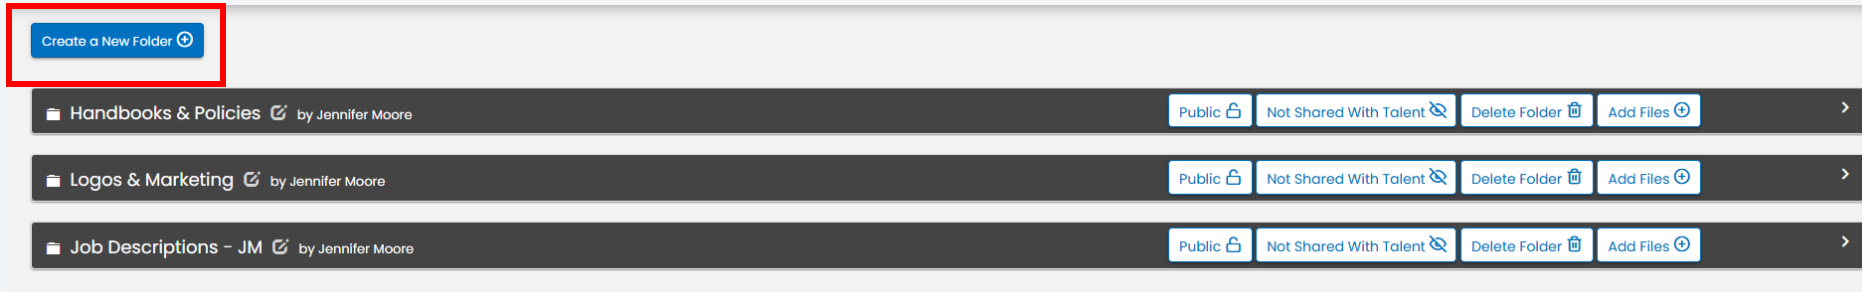 Create a New Folder
Handbooks & Policies by Jennifer Moore Public Not Shared With Talent Delete Folder Add Files
Logos & Marketing by Jennifer Moore Public Not Shared With Talent Delete Folder Add Files
Job Descriptions - JM by Jennifer Moore Public Not Shared With Talent Delete Folder Add Files